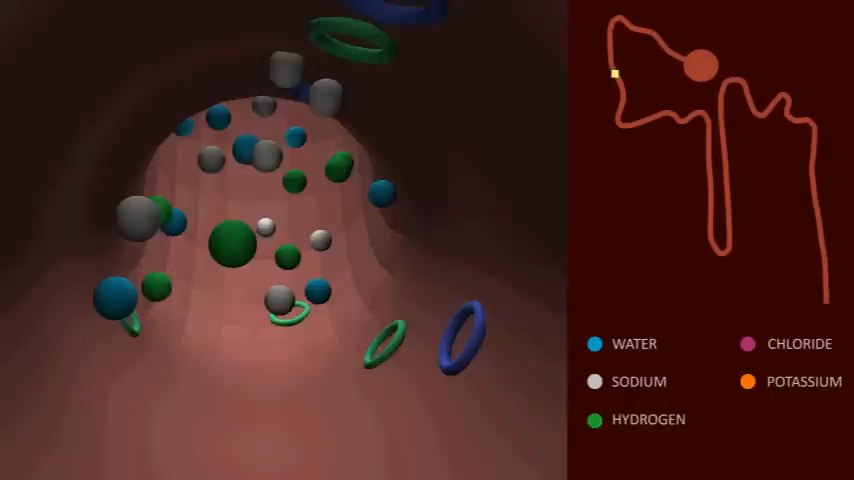 WATER
CHLORIDE
SODIUM
POTASSIUM
HYDROGEN